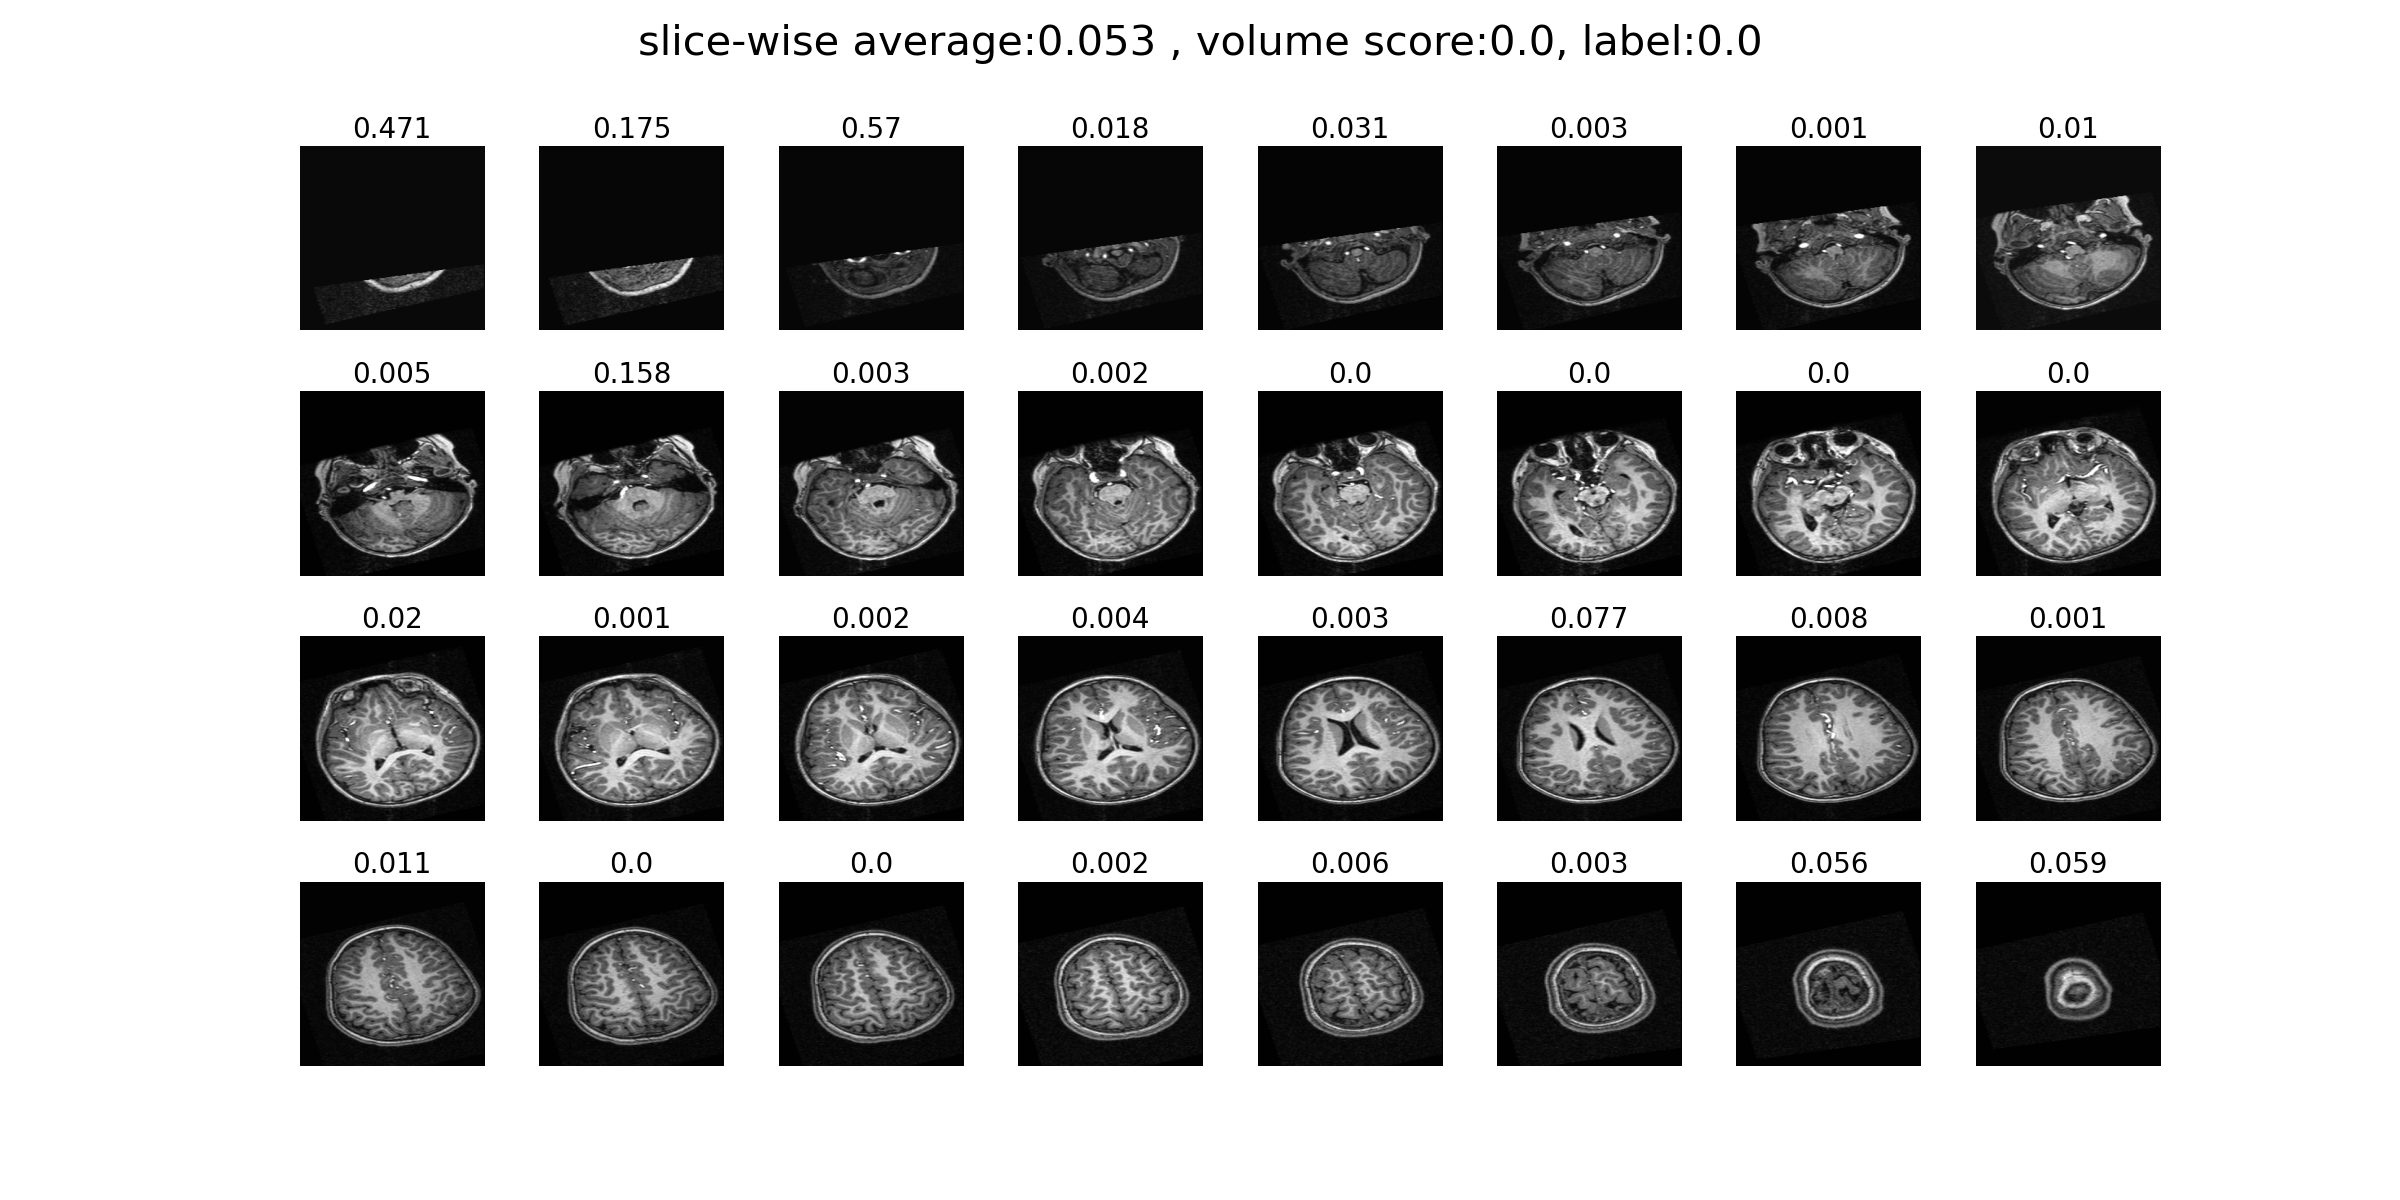 slice-wise average:0.053 , volume score:0.0, label:0.0
0.471 0.175 0.57 0.018 0.031 0.003 0.001 0.01
0.005 0.158 0.003 0.002 0.0 0.0 0.0 0.0
0.02 0.001 0.002 0.004 0.003 0.077 0.008 0.001
0.011 0.0 0.0 0.002 0.006 0.003 0.056 0.059